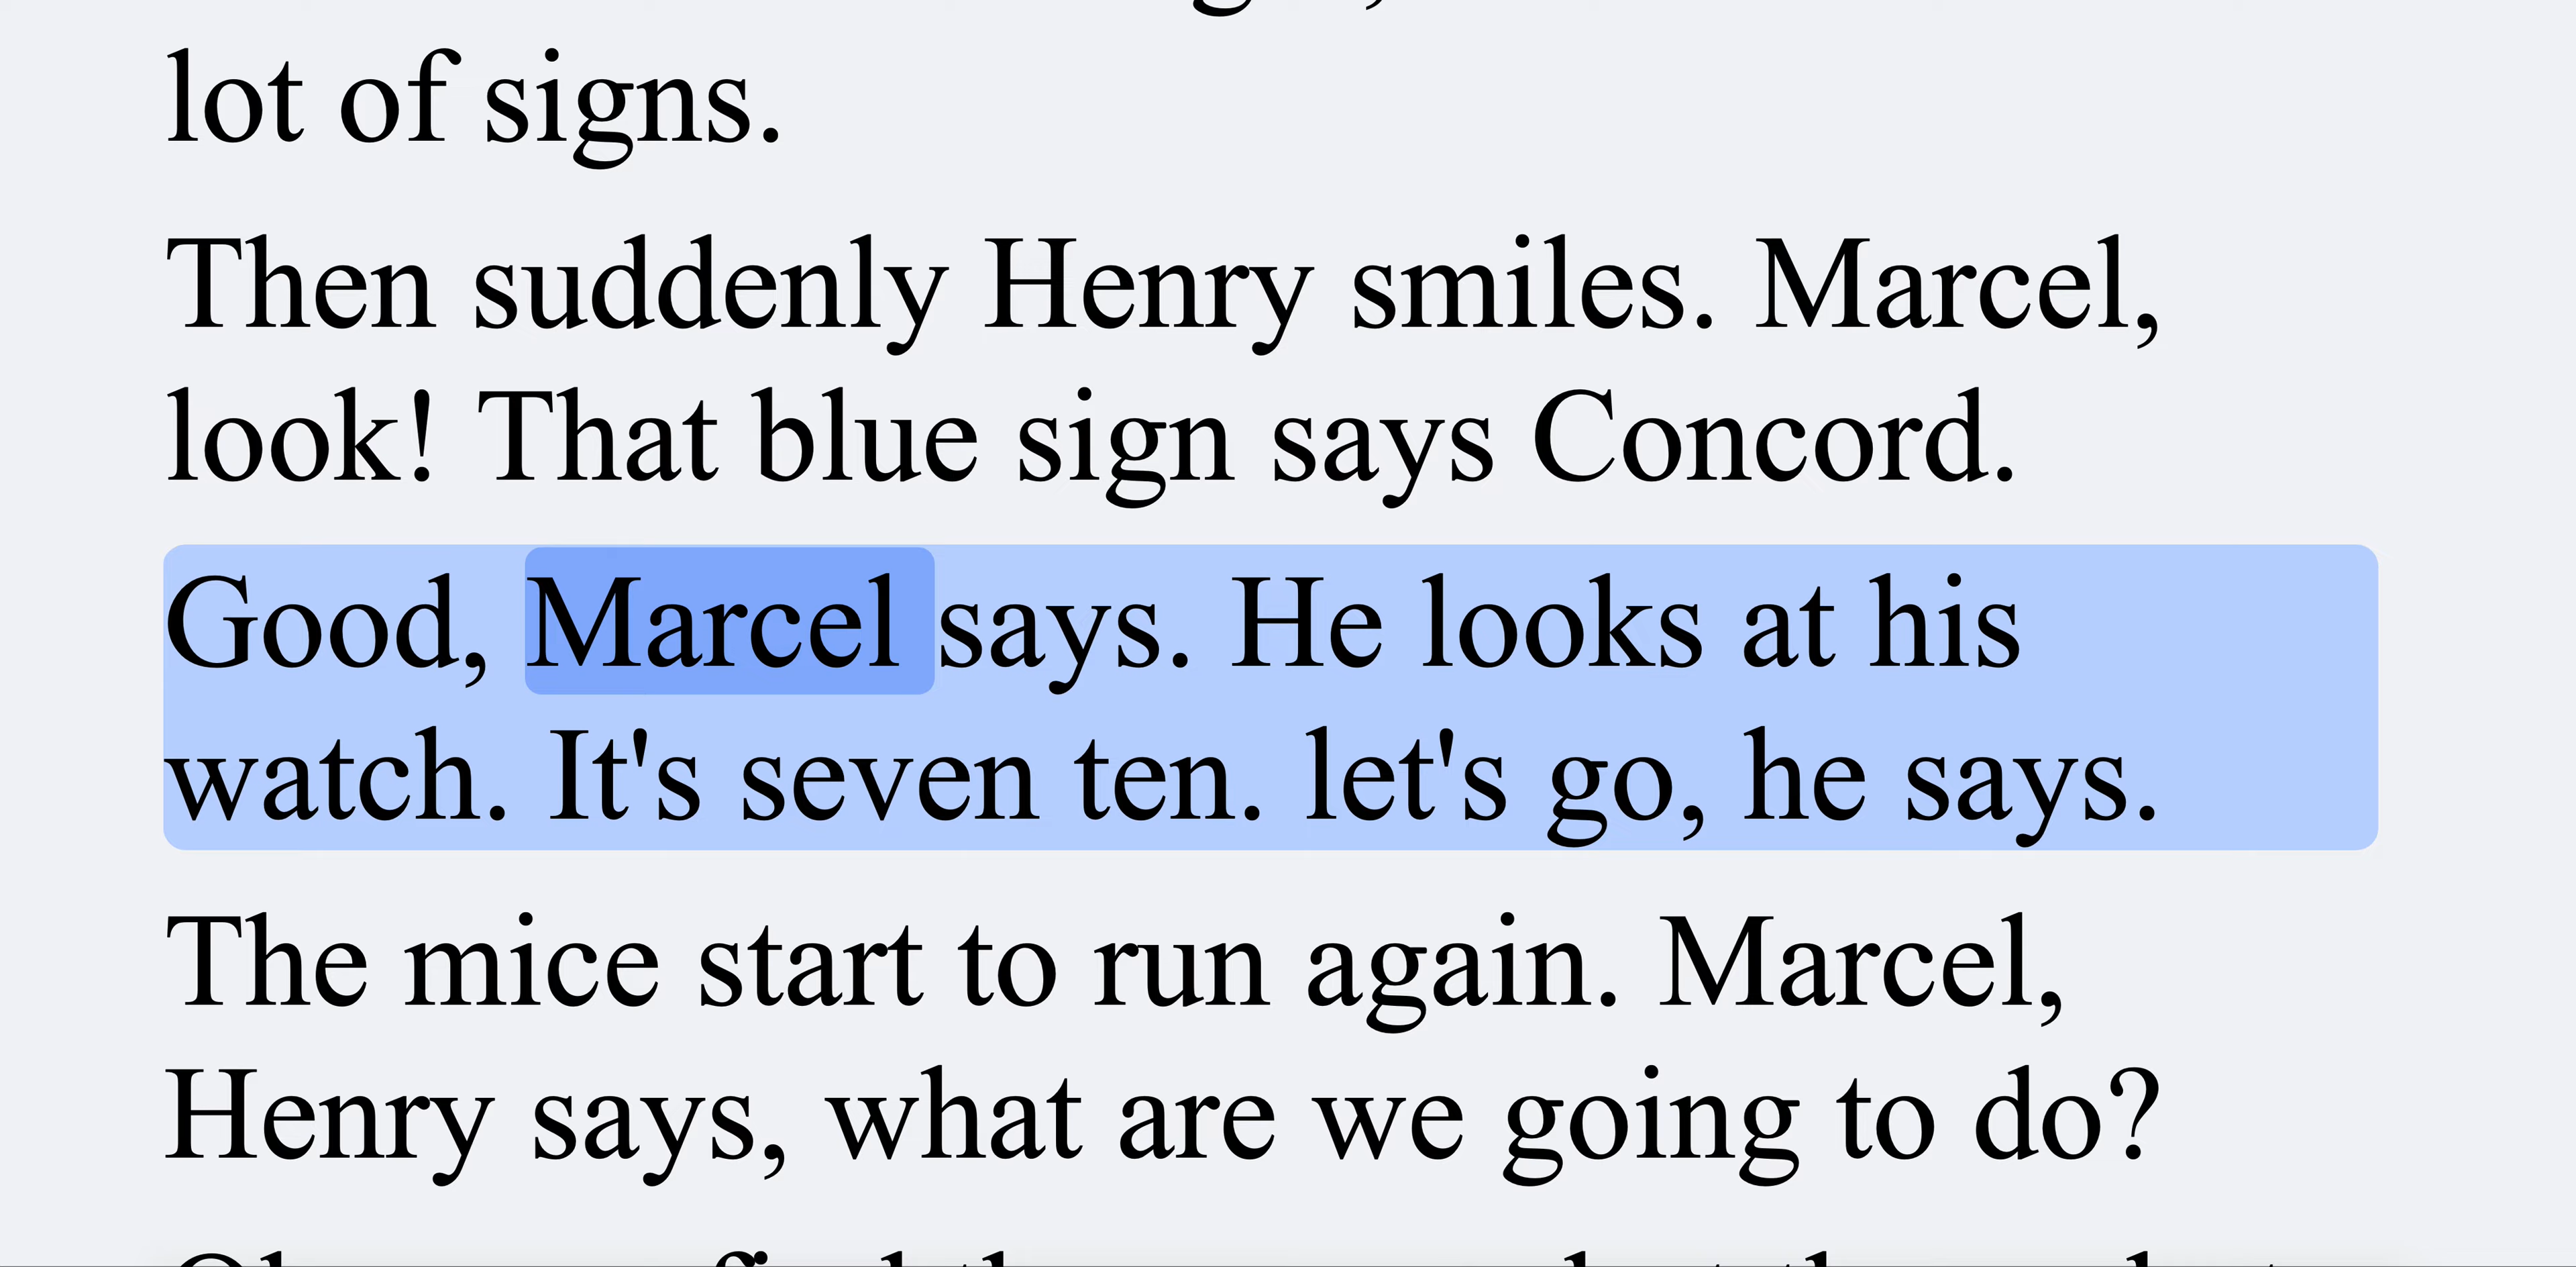 lot of signs.
Then suddenly Henry smiles. Marcel,
look! That blue sign says Concord.
Good, Marcel says. He looks at his
watch. It's seven ten. let's go, he says.
The mice start to run again. Marcel,
Henry says, what are we going to do?